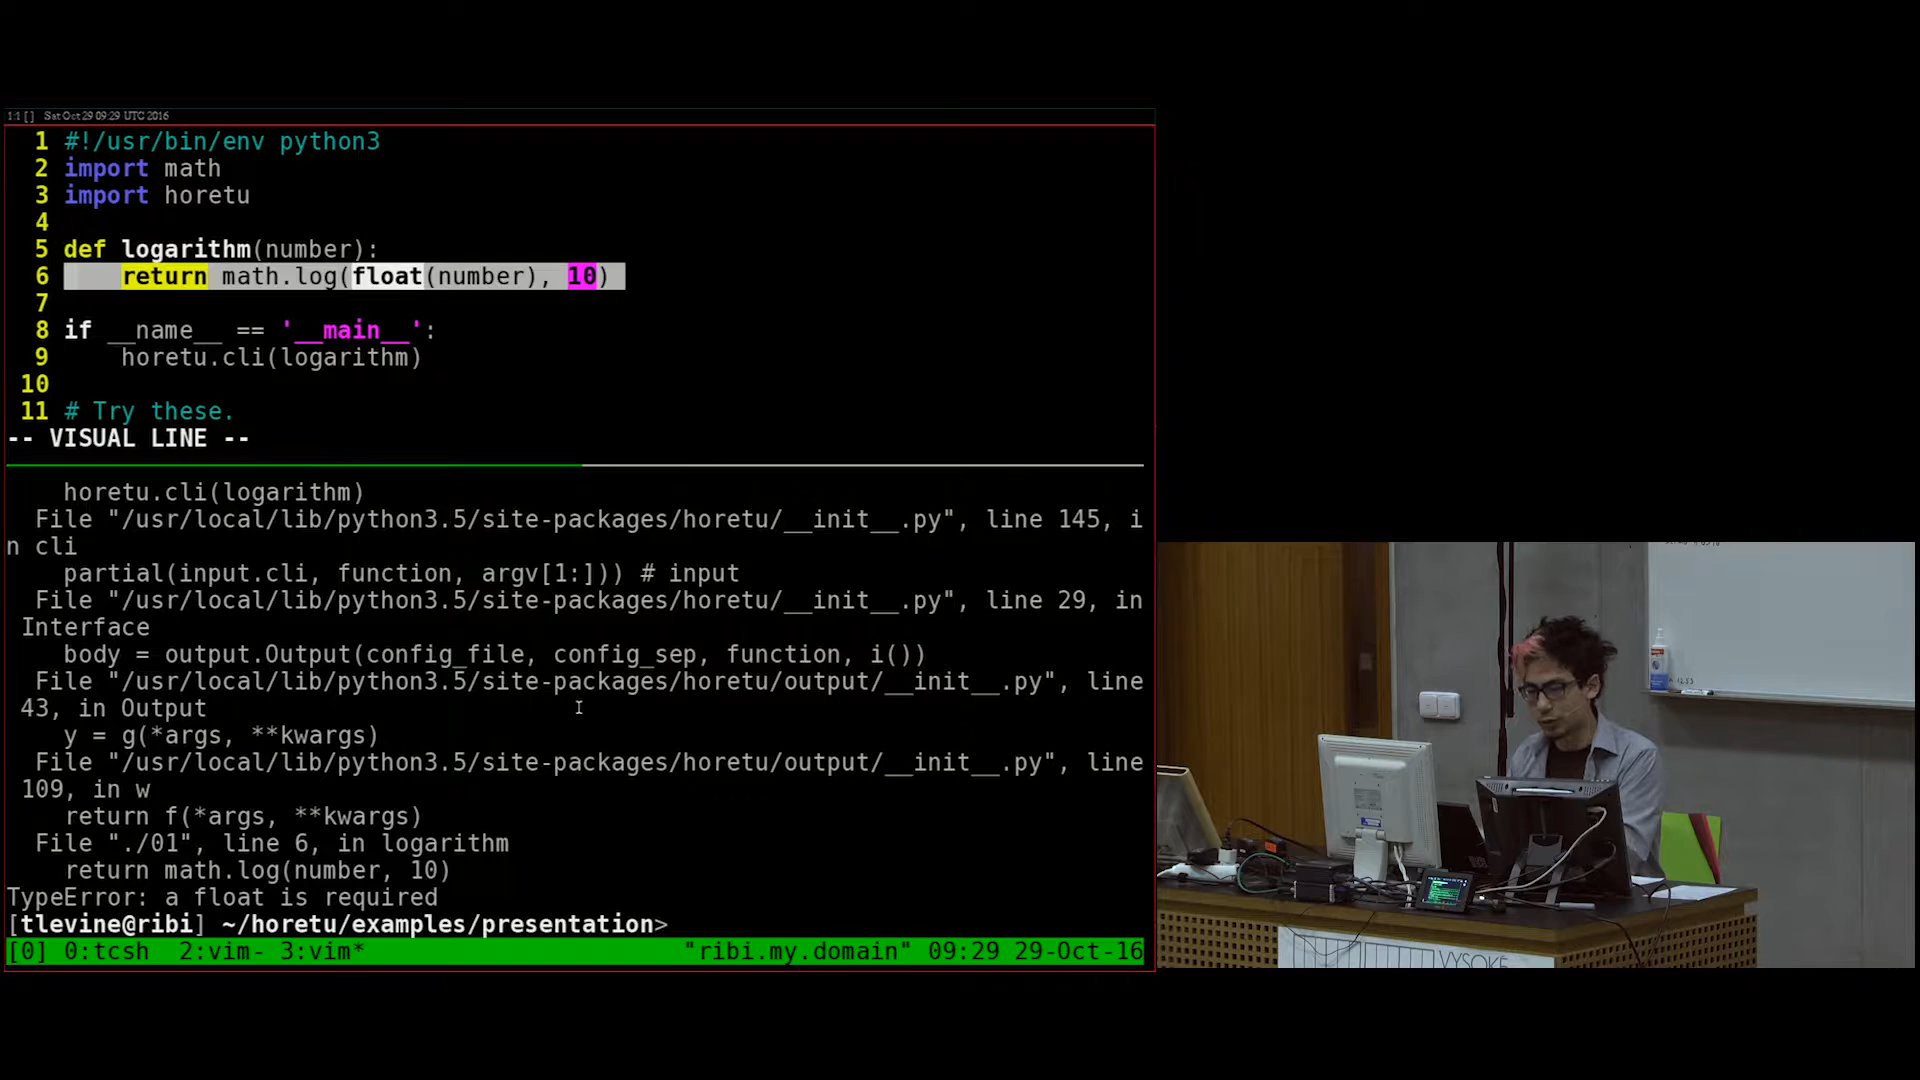 1:1 [ ] Sat Oct 29 09:29 UTC 2016
1 #!/usr/bin/env python3
2 import math
3 import horetu
4
5 def logarithm(number):
6     return math.log(float(number), 10)
7
8 if __name__ == '__main__':
9     horetu.cli(logarithm)
10
11 # Try these.
-- VISUAL LINE --
    horetu.cli(logarithm)
  File "/usr/local/lib/python3.5/site-packages/horetu/__init__.py", line 145, i
n cli
    partial(input.cli, function, argv[1:])) # input
  File "/usr/local/lib/python3.5/site-packages/horetu/__init__.py", line 29, in
 Interface
    body = output.Output(config_file, config_sep, function, i())
  File "/usr/local/lib/python3.5/site-packages/horetu/output/__init__.py", line
 43, in Output
    y = g(*args, **kwargs)
  File "/usr/local/lib/python3.5/site-packages/horetu/output/__init__.py", line
 109, in w
    return f(*args, **kwargs)
  File "./01", line 6, in logarithm
    return math.log(number, 10)
TypeError: a float is required
[tlevine@ribi] ~/horetu/examples/presentation>
[0] 0:tcsh  2:vim- 3:vim* "ribi.my.domain" 09:29 29-Oct-16
VYSOKÉ